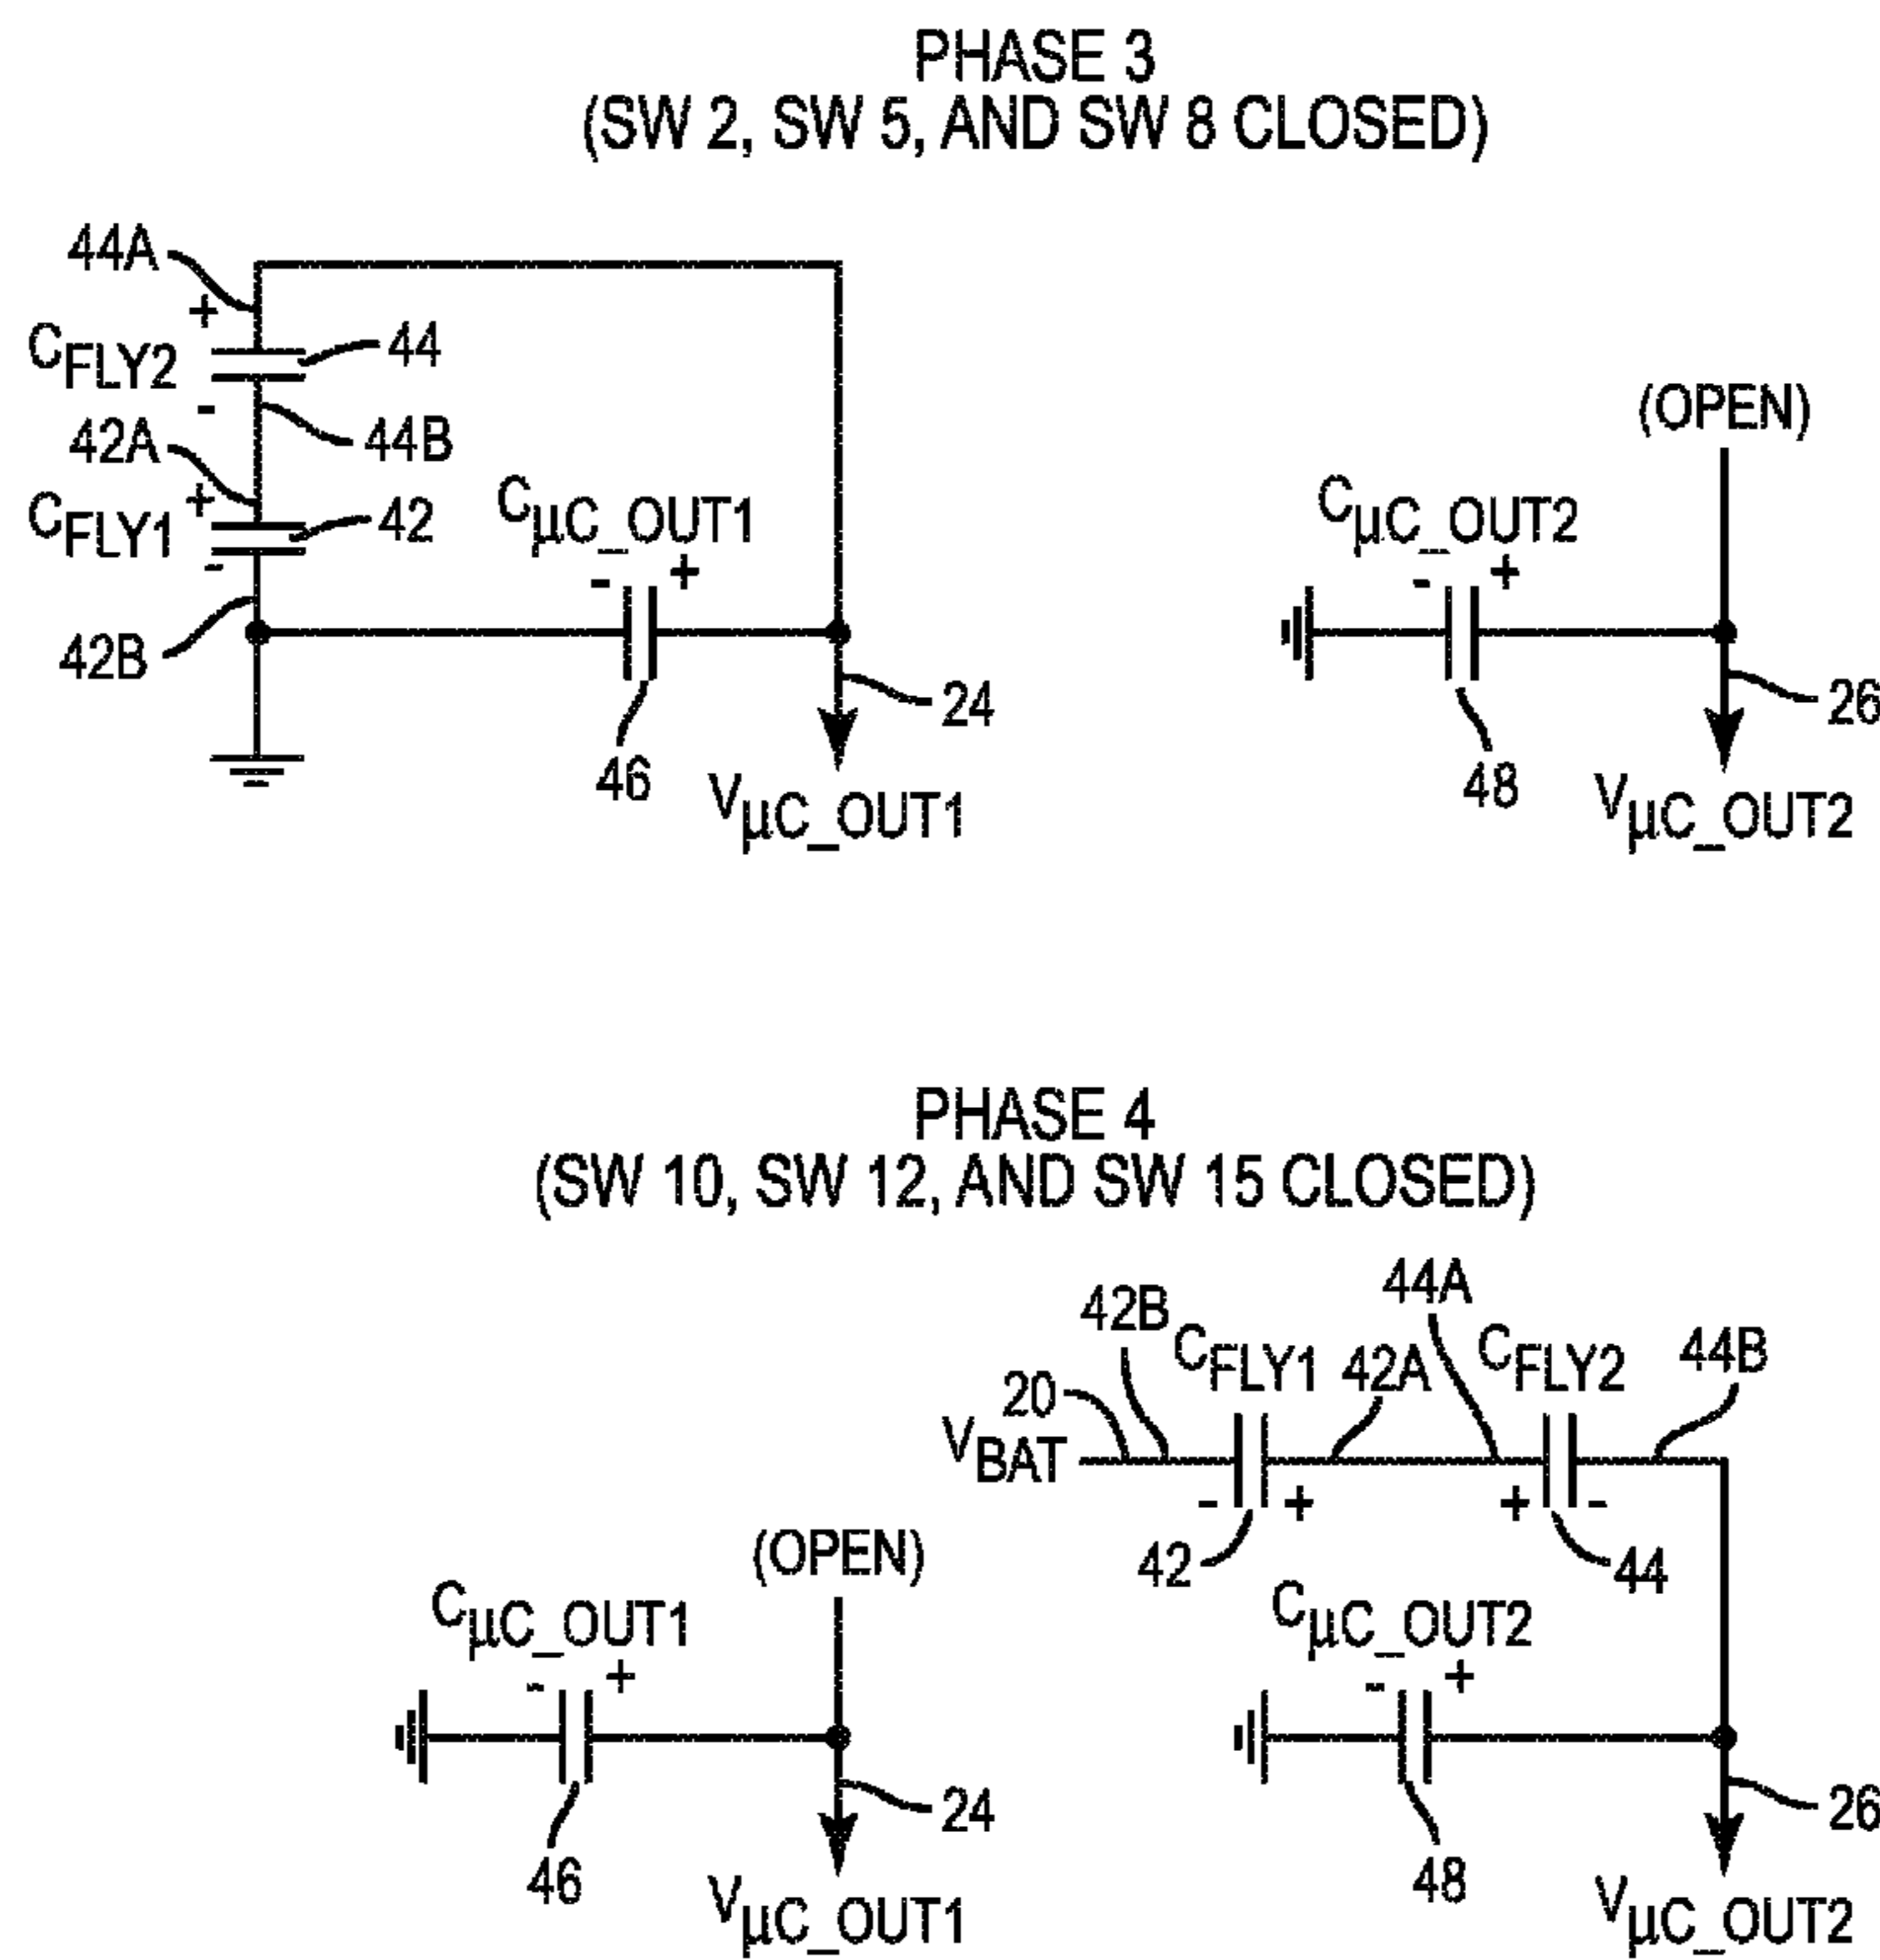 PHASE 3
(SW 2, SW 5, AND SW 8 CLOSED)
44A
+
CFLY2
44
-
44B
42A
+
CFLY1
42
-
42B
CμC_OUT1
- +
46
24
VμC_OUT1
(OPEN)
CμC_OUT2
- +
48
26
VμC_OUT2
PHASE 4
(SW 10, SW 12, AND SW 15 CLOSED)
42B
44A
20
CFLY1
42A
CFLY2
44B
VBAT
- + + -
42
44
(OPEN)
CμC_OUT1
- +
46
24
VμC_OUT1
CμC_OUT2
- +
48
26
VμC_OUT2